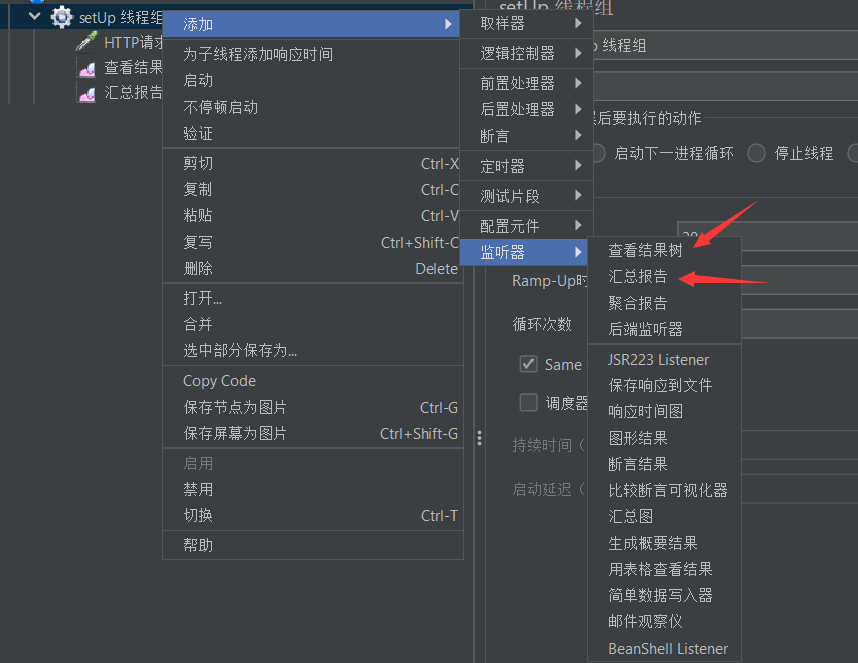 setUp 线程组
setUp 线程组
HTTP请求
查看结果
汇总报告
添加
为子线程添加响应时间
启动
不停顿启动
验证
剪切 Ctrl-X
复制 Ctrl-C
粘贴 Ctrl-V
复写 Ctrl+Shift-C
删除 Delete
打开...
合并
选中部分保存为...
Copy Code
保存节点为图片 Ctrl-G
保存屏幕为图片 Ctrl+Shift-G
启用
禁用
切换 Ctrl-T
帮助
取样器
逻辑控制器
前置处理器
后置处理器
断言
定时器
测试片段
配置元件
监听器
线程组
后要执行的动作
启动下一进程循环 停止线程
Ramp-Up时
循环次数
Same
调度器
持续时间（
启动延迟（
查看结果树
汇总报告
聚合报告
后端监听器
JSR223 Listener
保存响应到文件
响应时间图
图形结果
断言结果
比较断言可视化器
汇总图
生成概要结果
用表格查看结果
简单数据写入器
邮件观察仪
BeanShell Listener